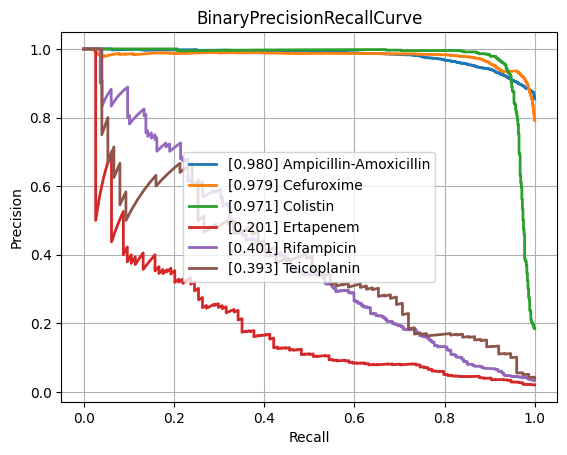 BinaryPrecisionRecallCurve
Precision
1.0
0.8
0.6
0.4
0.2
0.0
[0.980] Ampicillin-Amoxicillin
[0.979] Cefuroxime
[0.971] Colistin
[0.201] Ertapenem
[0.401] Rifampicin
[0.393] Teicoplanin
0.0 0.2 0.4 0.6 0.8 1.0
Recall